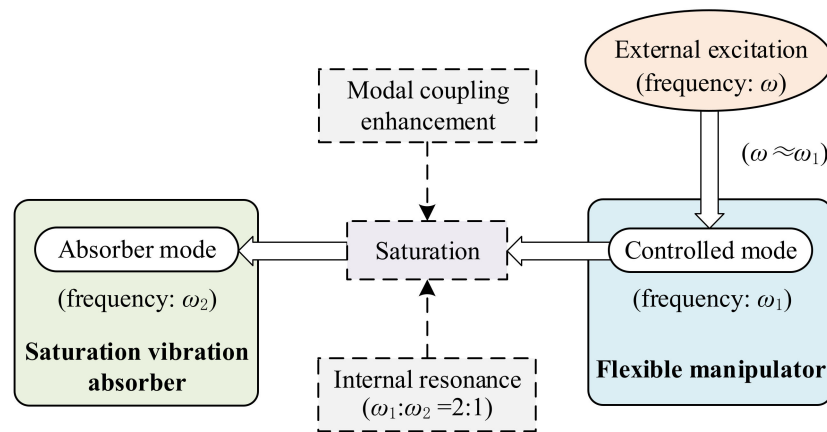 External excitation
(frequency: ω)
Modal coupling
enhancement
(ω ≈ω₁)
Absorber mode
Saturation
Controlled mode
(frequency: ω₂)
(frequency: ω₁)
Saturation vibration
absorber
Flexible manipulator
Internal resonance
(ω₁:ω₂ =2:1)